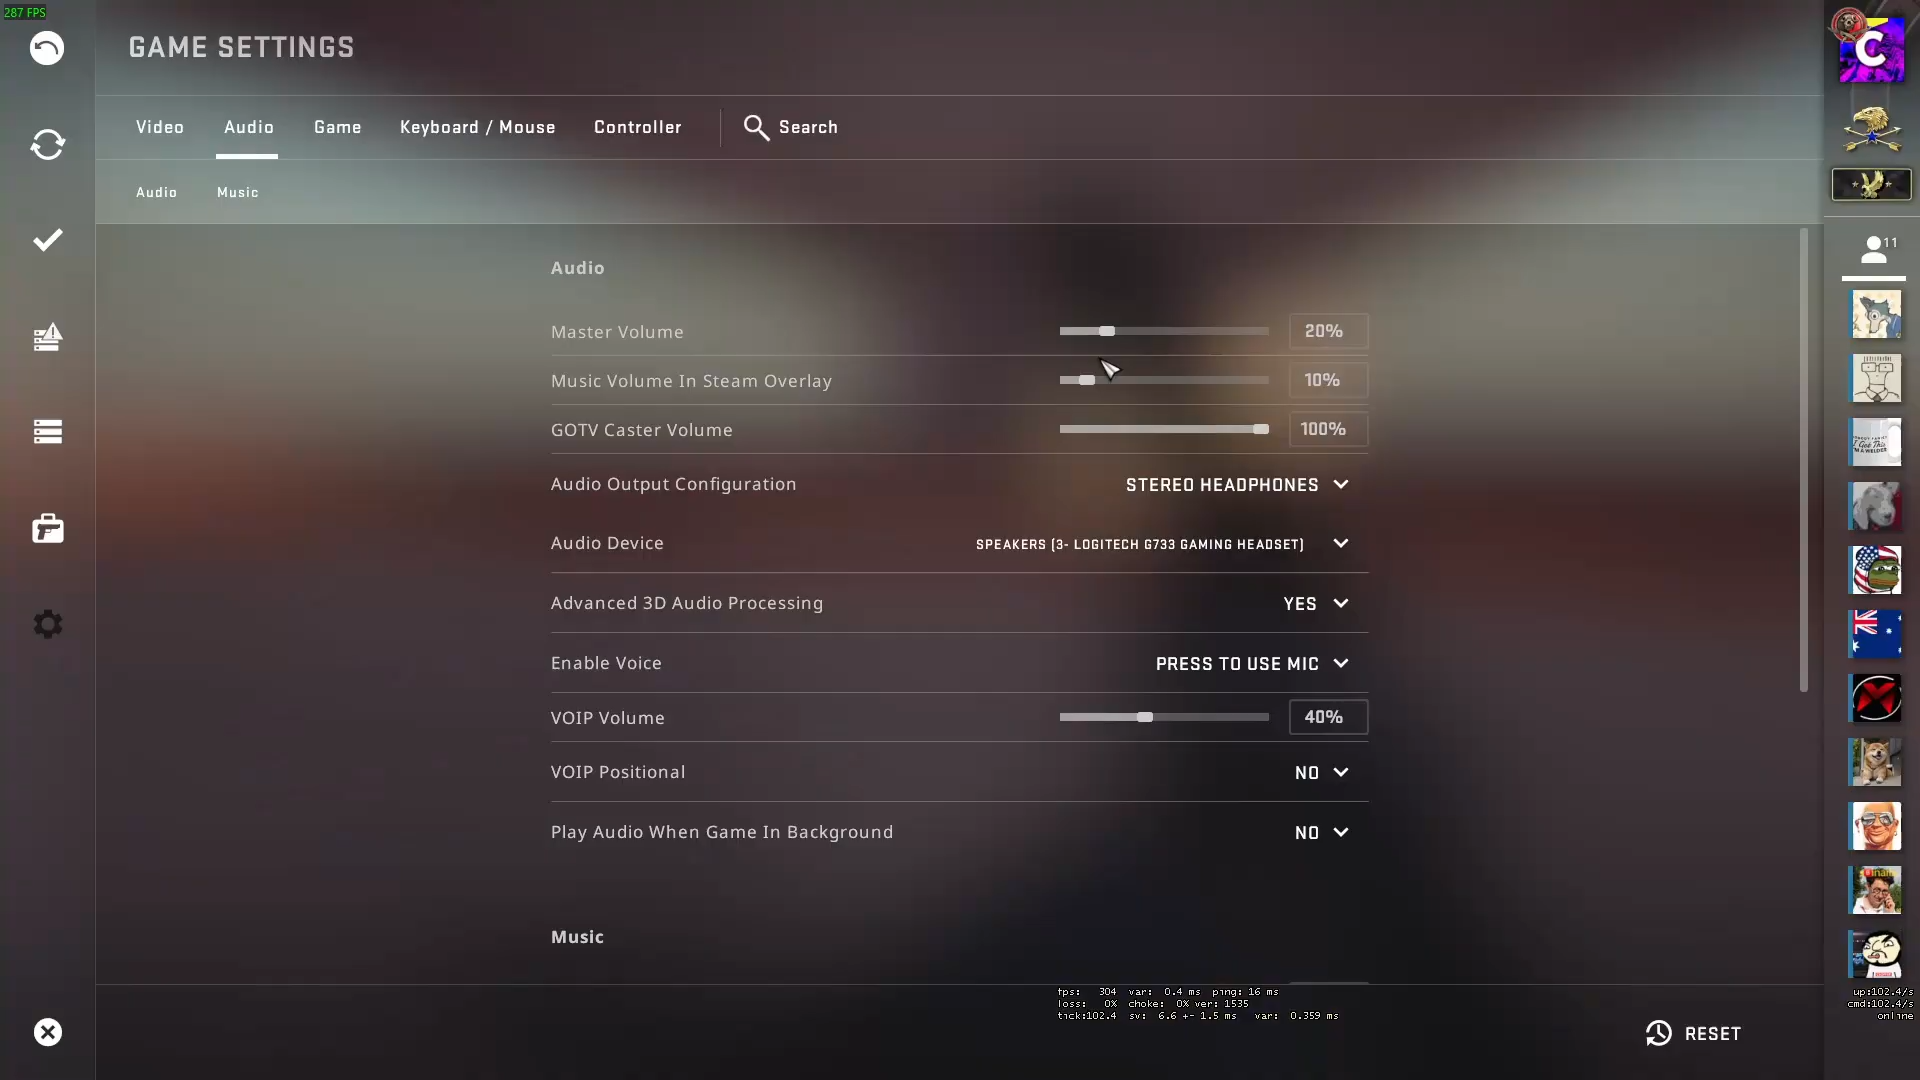 287 FPS
GAME SETTINGS
Video Audio Game Keyboard / Mouse Controller Search
Audio Music
11
Audio
Master Volume 20%
Music Volume In Steam Overlay 10%
GOTV Caster Volume 100%
Audio Output Configuration STEREO HEADPHONES
Audio Device SPEAKERS (3- LOGITECH G733 GAMING HEADSET)
Advanced 3D Audio Processing YES
Enable Voice PRESS TO USE MIC
VOIP Volume 40%
VOIP Positional NO
Play Audio When Game In Background NO
Music
fps: 304 var: 0.4 ms ping: 16 ms
loss: 0% choke: 0% ver: 1535
tick:102.4 sv: 6.6 +- 1.5 ms var: 0.359 ms
up:102.4/s
cmd:102.4/s
online
RESET
C